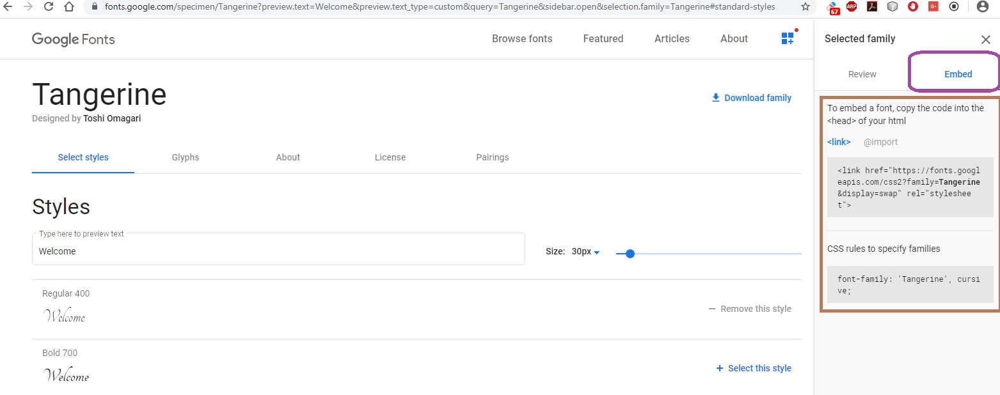 fonts.google.com/specimen/Tangerine?preview.text=Welcome&preview.text_type=custom&query=Tangerine&sidebar.open&selection.family=Tangerine#standard-styles
67
ABP
G+
Google Fonts
Browse fonts
Featured
Articles
About
Tangerine
Designed by Toshi Omagari
Download family
Select styles
Glyphs
About
License
Pairings
Styles
Type here to preview text
Welcome
Size: 30px
Regular 400
Welcome
Remove this style
Bold 700
Welcome
Select this style
Selected family
Review
Embed
To embed a font, copy the code into the
<head> of your html
<link>
@import
<link href="https://fonts.googl
eapis.com/css2?family=Tangerine
&display=swap" rel="styleshee
t">
CSS rules to specify families
font-family: 'Tangerine', cursi
ve;